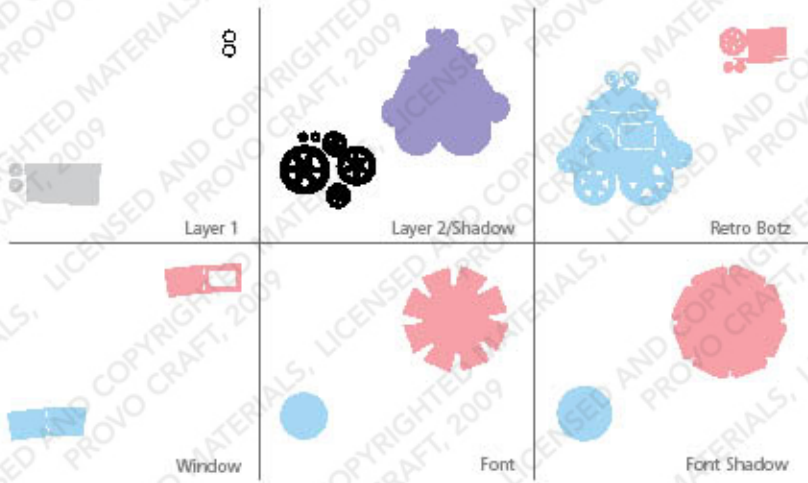 Layer 1
Layer 2/Shadow
Retro Botz
Window
Font
Font Shadow
LICENSED AND COPYRIGHTED MATERIALS,
PROVO CRAFT, 2009